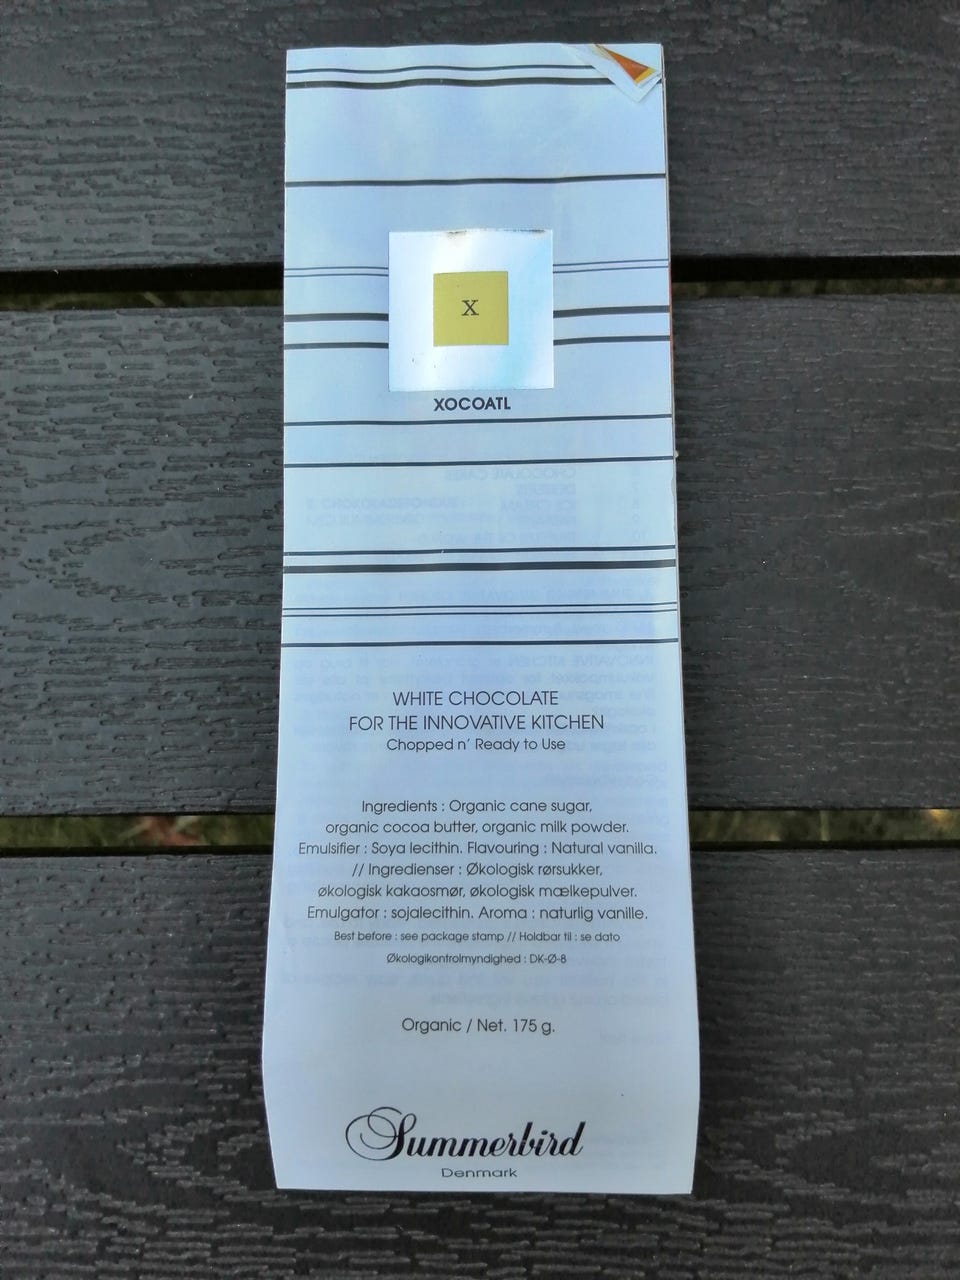 X
XOCOATL
WHITE CHOCOLATE
FOR THE INNOVATIVE KITCHEN
Chopped n' Ready to Use
Ingredients : Organic cane sugar,
organic cocoa butter, organic milk powder.
Emulsifier : Soya lecithin. Flavouring : Natural vanilla.
// Ingredienser : Økologisk rørsukker,
økologisk kakaosmør, økologisk mælkepulver.
Emulgator : sojalecithin. Aroma : naturlig vanille.
Best before : see package stamp // Holdbar til : se dato
Økologikontrolmyndighed : DK-Ø-8
Organic / Net. 175 g.
Summerbird
Denmark